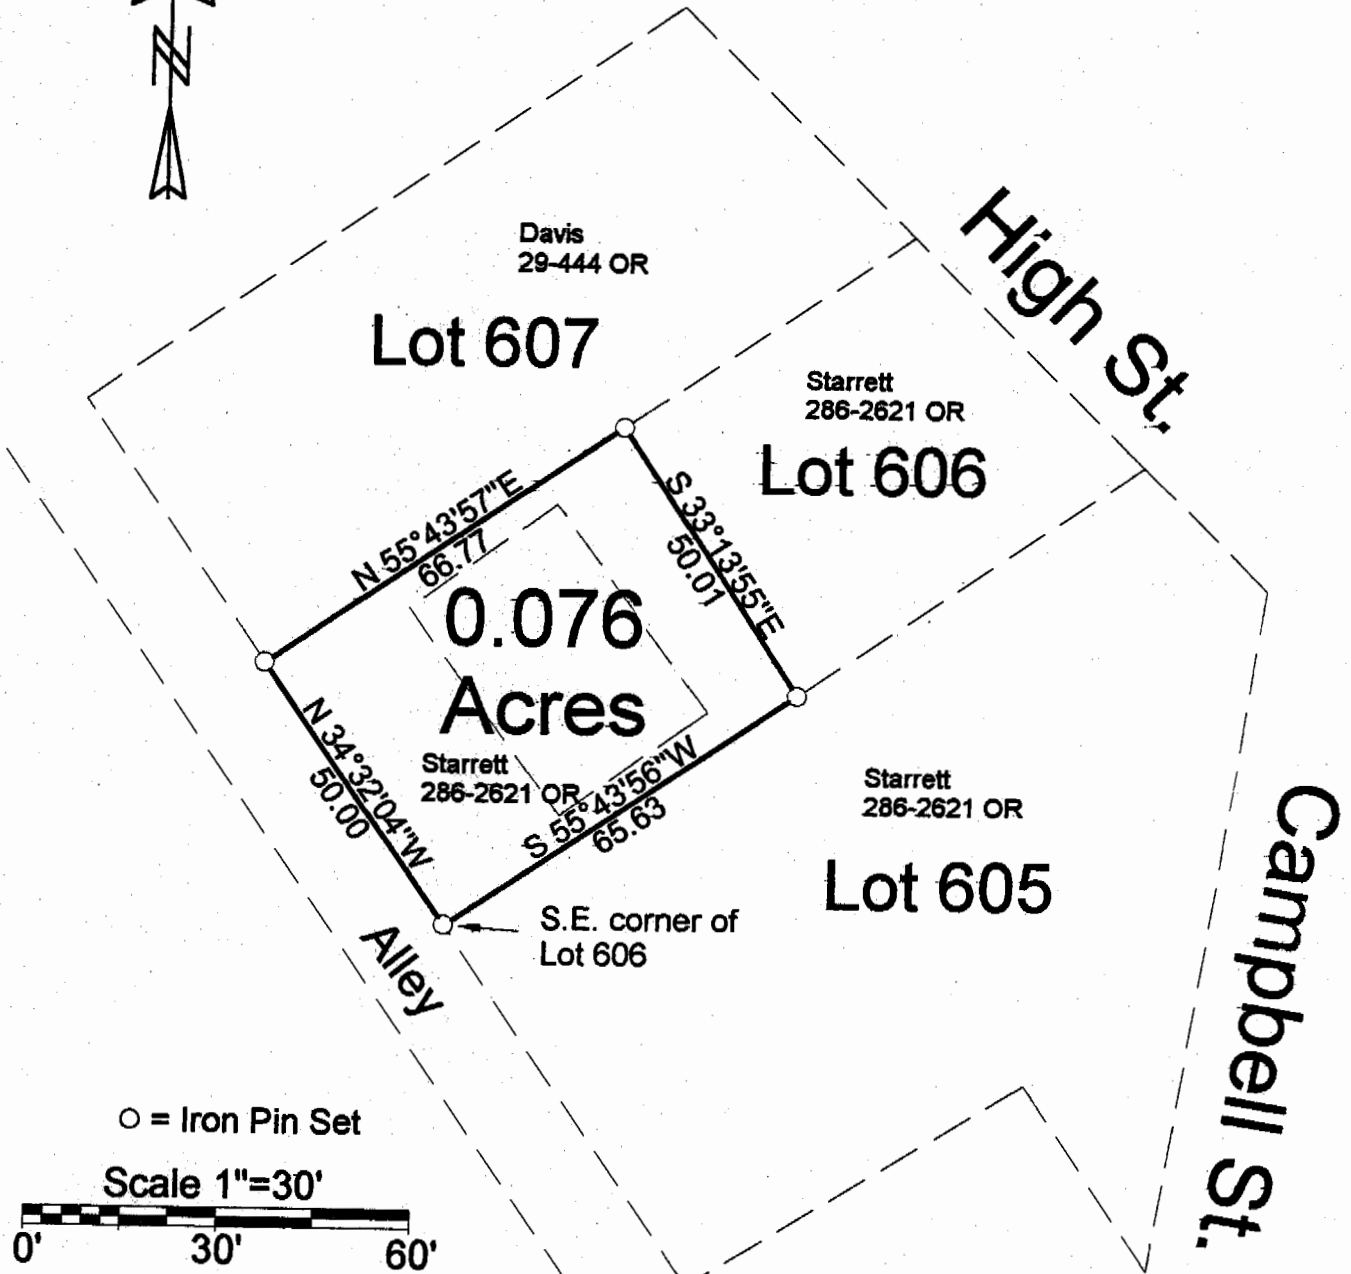 N
High St.
Davis
29-444 OR
Lot 607
Starrett
286-2621 OR
Lot 606
N 55°43'57"E
66.77
S 33°13'55"E
50.01
0.076
Acres
N 34°32'04"W
50.00
Starrett
286-2621 OR
S 55°43'56"W
65.63
Starrett
286-2621 OR
Lot 605
Campbell St.
S.E. corner of
Lot 606
Alley
= Iron Pin Set
Scale 1"=30'
0' 30' 60'